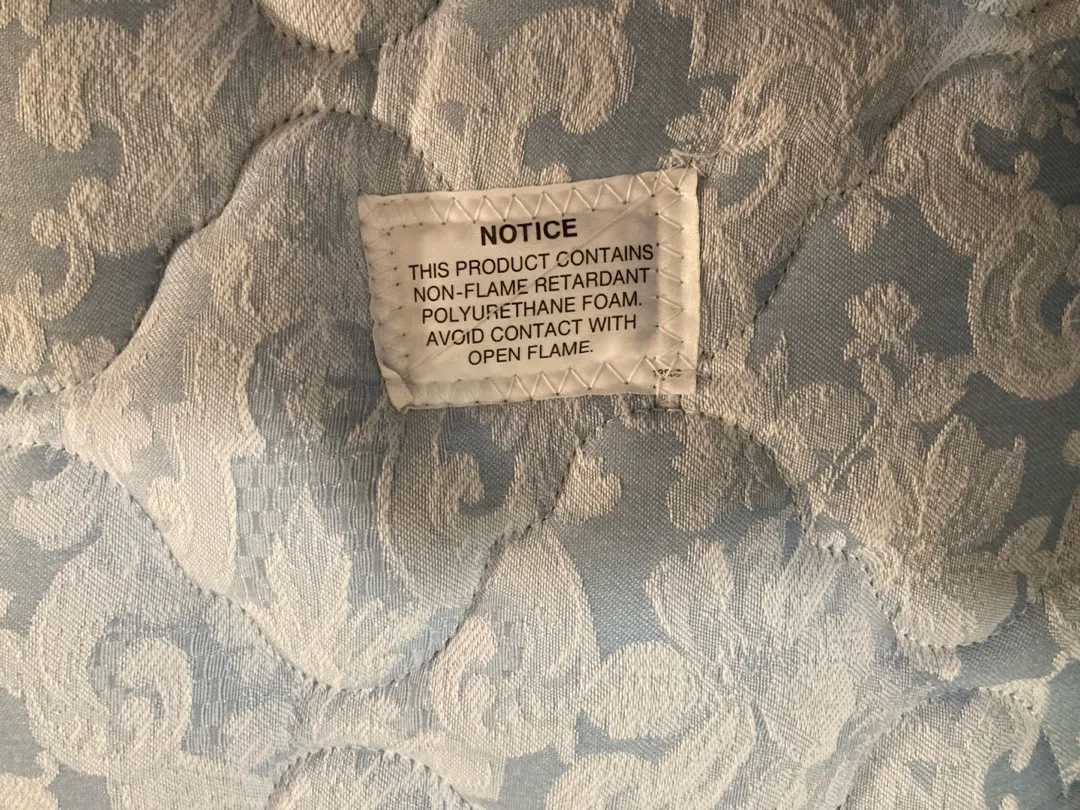 NOTICE
THIS PRODUCT CONTAINS
NON-FLAME RETARDANT
POLYURETHANE FOAM.
AVOID CONTACT WITH
OPEN FLAME.